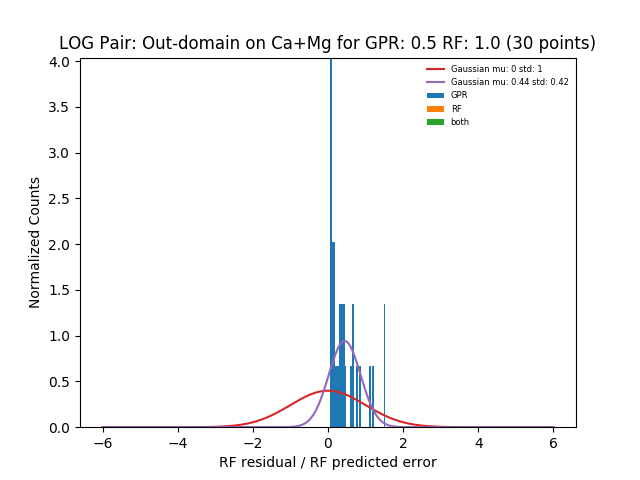 LOG Pair: Out-domain on Ca+Mg for GPR: 0.5 RF: 1.0 (30 points)
4.0
3.5
3.0
2.5
2.0
1.5
1.0
0.5
0.0
Normalized Counts
Gaussian mu: 0 std: 1
Gaussian mu: 0.44 std: 0.42
GPR
RF
both
−6 −4 −2 0 2 4 6
RF residual / RF predicted error